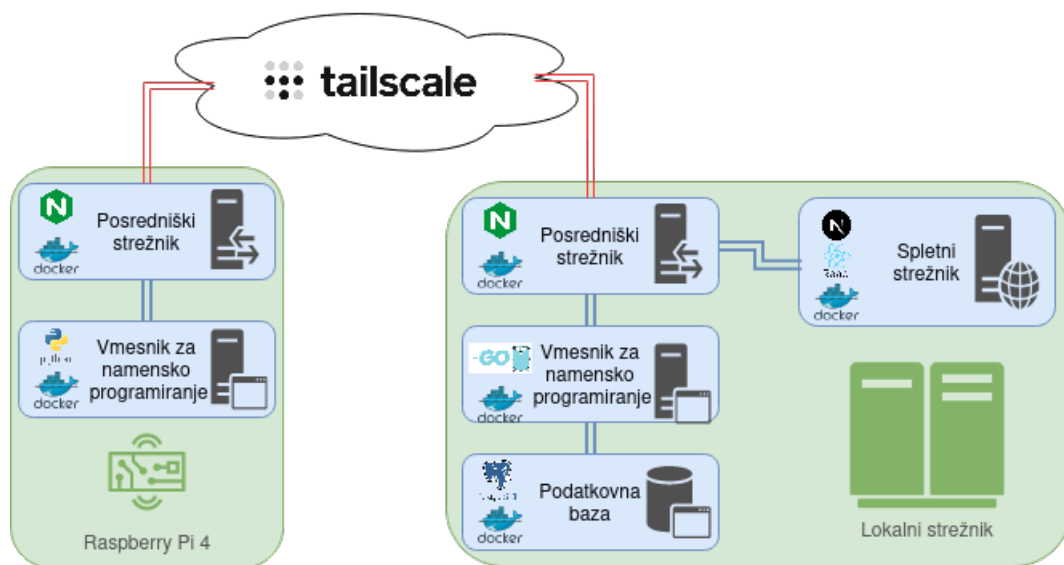 tailscale
N
Posredniški
strežnik
docker
python
Vmesnik za
namensko
programiranje
docker
Raspberry Pi 4
N
Posredniški
strežnik
docker
GO
Vmesnik za
namensko
programiranje
docker
Podatkovna
baza
docker
N
Spletni
strežnik
docker
Lokalni strežnik